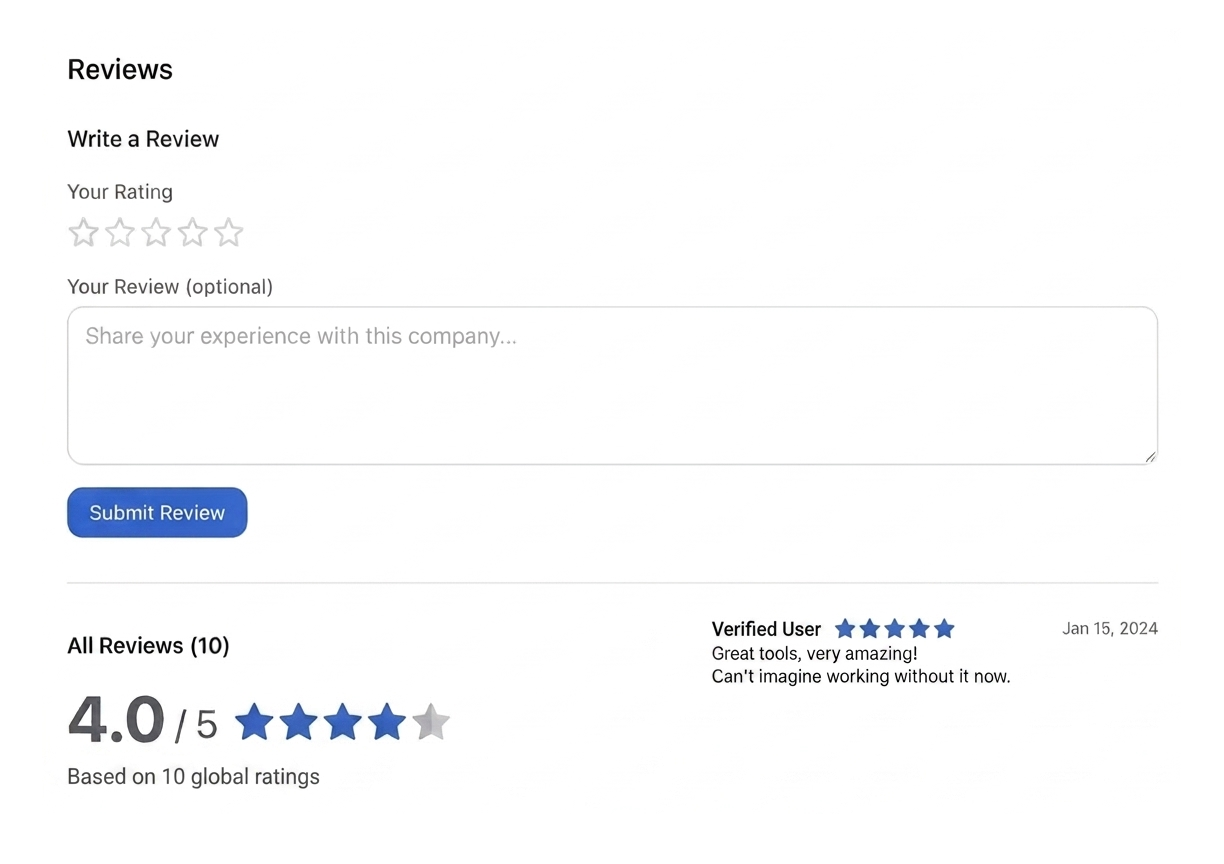 Reviews
Write a Review
Your Rating
Your Review (optional)
Share your experience with this company...
Submit Review
All Reviews (10)
4.0 / 5
Based on 10 global ratings
Verified User
Jan 15, 2024
Great tools, very amazing!
Can't imagine working without it now.